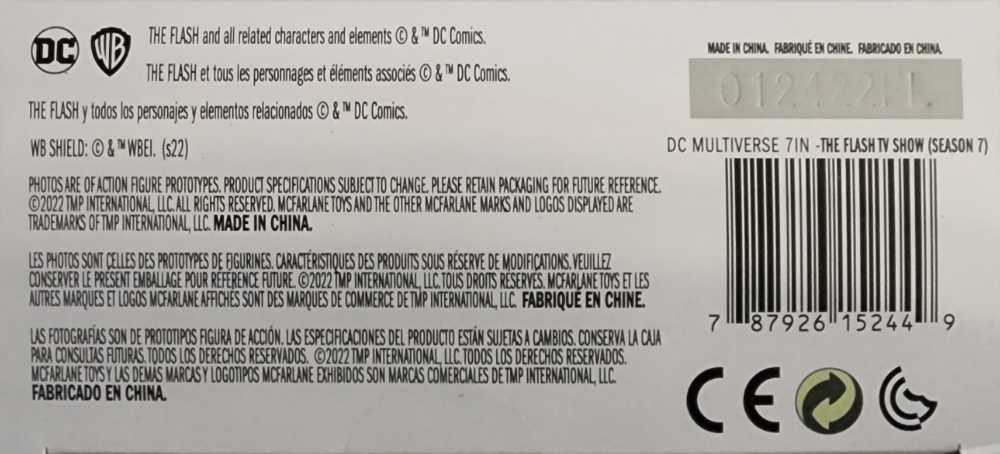 DC
WB
THE FLASH and all related characters and elements © & ™ DC Comics.
THE FLASH et tous les personnages et éléments associés © & ™ DC Comics.
THE FLASH y todos los personajes y elementos relacionados © & ™ DC Comics.
WB SHIELD: © & ™ WBEI. (s22)
PHOTOS ARE OF ACTION FIGURE PROTOTYPES. PRODUCT SPECIFICATIONS SUBJECT TO CHANGE. PLEASE RETAIN PACKAGING FOR FUTURE REFERENCE.
©2022 TMP INTERNATIONAL, LLC. ALL RIGHTS RESERVED. MCFARLANE TOYS AND THE OTHER MCFARLANE MARKS AND LOGOS DISPLAYED ARE
TRADEMARKS OF TMP INTERNATIONAL, LLC. MADE IN CHINA.
LES PHOTOS SONT CELLES DES PROTOTYPES DE FIGURINES. CARACTÉRISTIQUES DES PRODUITS SOUS RÉSERVE DE MODIFICATIONS. VEUILLEZ
CONSERVER LE PRÉSENT EMBALLAGE POUR RÉFÉRENCE FUTURE. ©2022 TMP INTERNATIONAL, LLC. TOUS DROITS RÉSERVÉS. MCFARLANE TOYS ET LES
AUTRES MARQUES ET LOGOS MCFARLANE AFFICHÉS SONT DES MARQUES DE COMMERCE DE TMP INTERNATIONAL, LLC. FABRIQUÉ EN CHINE.
LAS FOTOGRAFÍAS SON DE PROTOTIPOS FIGURA DE ACCIÓN. LAS ESPECIFICACIONES DEL PRODUCTO ESTÁN SUJETAS A CAMBIOS. CONSERVA LA CAJA
PARA CONSULTAS FUTURAS. TODOS LOS DERECHOS RESERVADOS. ©2022 TMP INTERNATIONAL, LLC. TODOS LOS DERECHOS RESERVADOS.
MCFARLANE TOYS Y LAS DEMAS MARCAS Y LOGOTIPOS MCFARLANE EXHIBIDOS SON MARCAS COMERCIALES DE TMP INTERNATIONAL, LLC.
FABRICADO EN CHINA.
MADE IN CHINA. FABRIQUÉ EN CHINE. FABRICADO EN CHINA.
DC MULTIVERSE 7IN -THE FLASH TV SHOW (SEASON 7)
7 87926 15244 9
CE